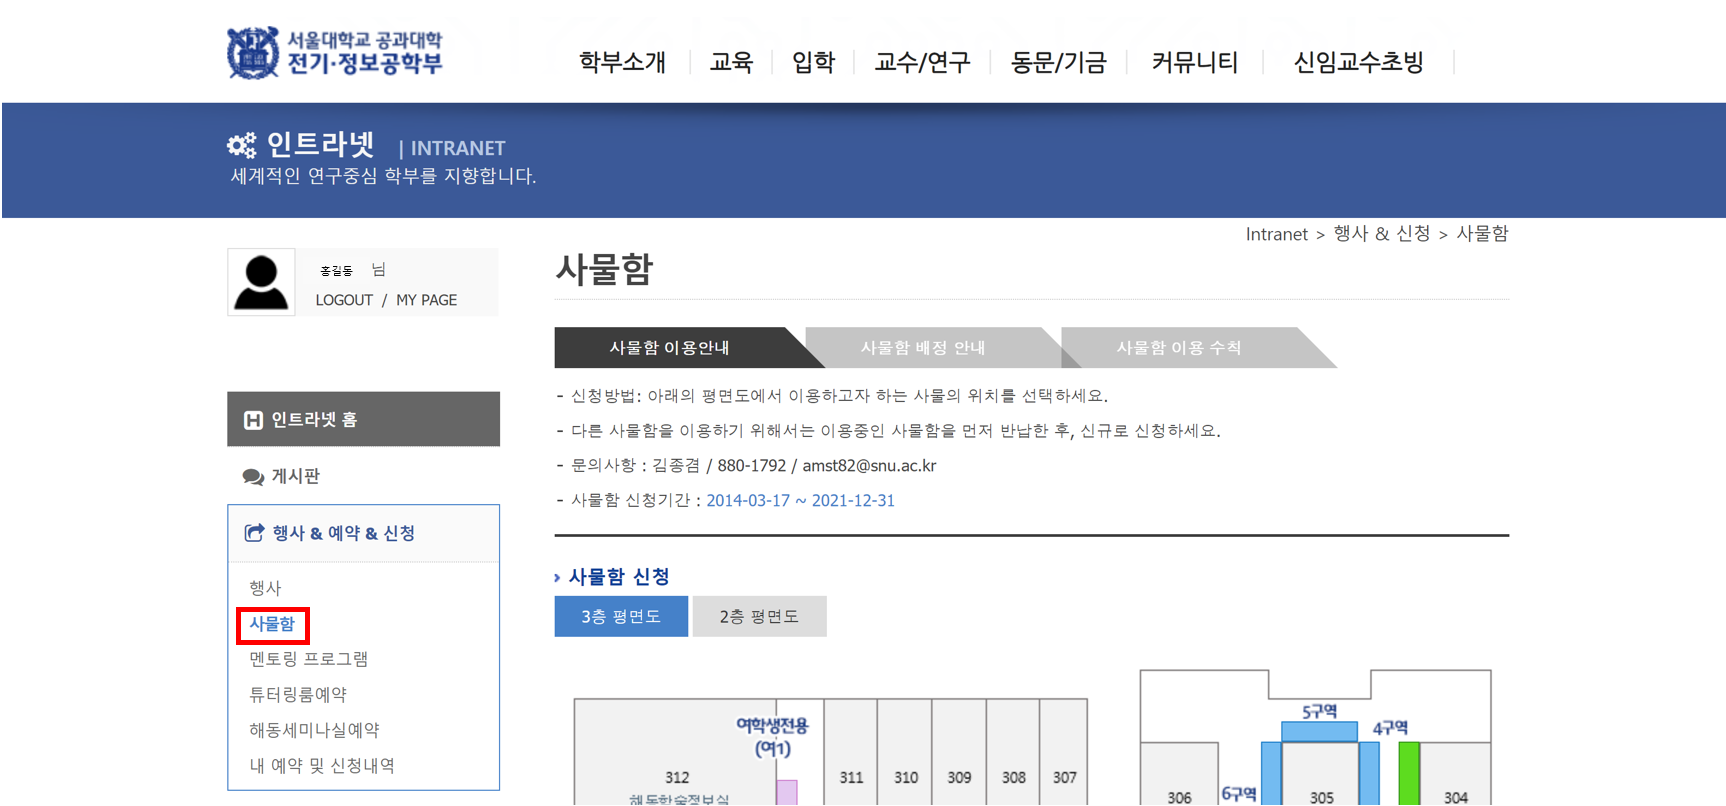 서울대학교 공과대학
전기·정보공학부
학부소개 교육 입학 교수/연구 동문/기금 커뮤니티 신임교수초빙
인트라넷 | INTRANET
세계적인 연구중심 학부를 지향합니다.
Intranet > 행사 & 신청 > 사물함
홍길동 님
LOGOUT / MY PAGE
인트라넷 홈
게시판
행사 & 예약 & 신청
행사
사물함
멘토링 프로그램
튜터링룸예약
해동세미나실예약
내 예약 및 신청내역
사물함
사물함 이용안내 사물함 배정 안내 사물함 이용 수칙
- 신청방법: 아래의 평면도에서 이용하고자 하는 사물의 위치를 선택하세요.
- 다른 사물함을 이용하기 위해서는 이용중인 사물함을 먼저 반납한 후, 신규로 신청하세요.
- 문의사항 : 김종겸 / 880-1792 / amst82@snu.ac.kr
- 사물함 신청기간 : 2014-03-17 ~ 2021-12-31
사물함 신청
3층 평면도 2층 평면도
여학생전용
(여1)
312
해동학술정보실
311 310 309 308 307
5구역
4구역
6구역
306 305 304